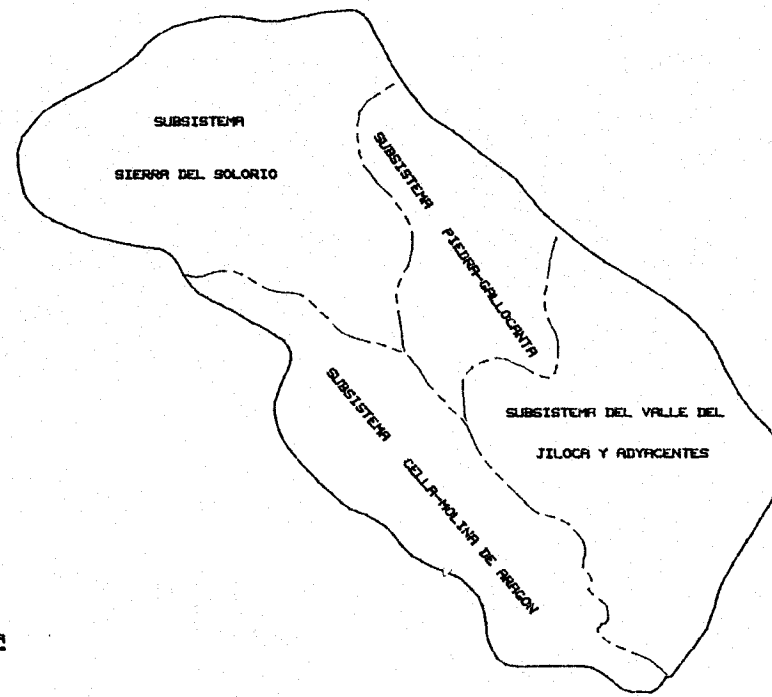 SUBSISTEMA
SIERRA DEL SOLORIO
SUBSISTEMA PIEDRA-GALLOCANTA
SUBSISTEMA DEL VALLE DEL
JILOCA Y ADYACENTES
SUBSISTEMA CELLA-MOLINA DE ARAGON
A